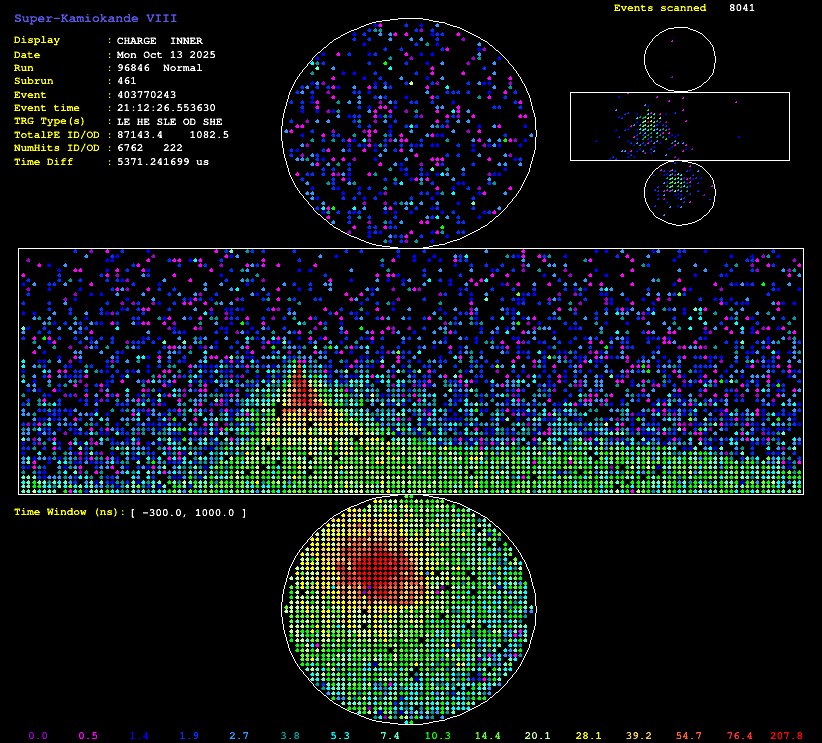 Super-Kamiokande VIII
Events scanned 8041
Display : CHARGE INNER
Date : Mon Oct 13 2025
Run : 96846 Normal
Subrun : 461
Event : 403770243
Event time : 21:12:26.553630
TRG Type(s) : LE HE SLE OD SHE
TotalPE ID/OD : 87143.4 1082.5
NumHits ID/OD : 6762 222
Time Diff : 5371.241699 us
Time Window (ns): [ -300.0, 1000.0 ]
0.0 0.5 1.4 1.9 2.7 3.8 5.3 7.4 10.3 14.4 20.1 28.1 39.2 54.7 76.4 207.8